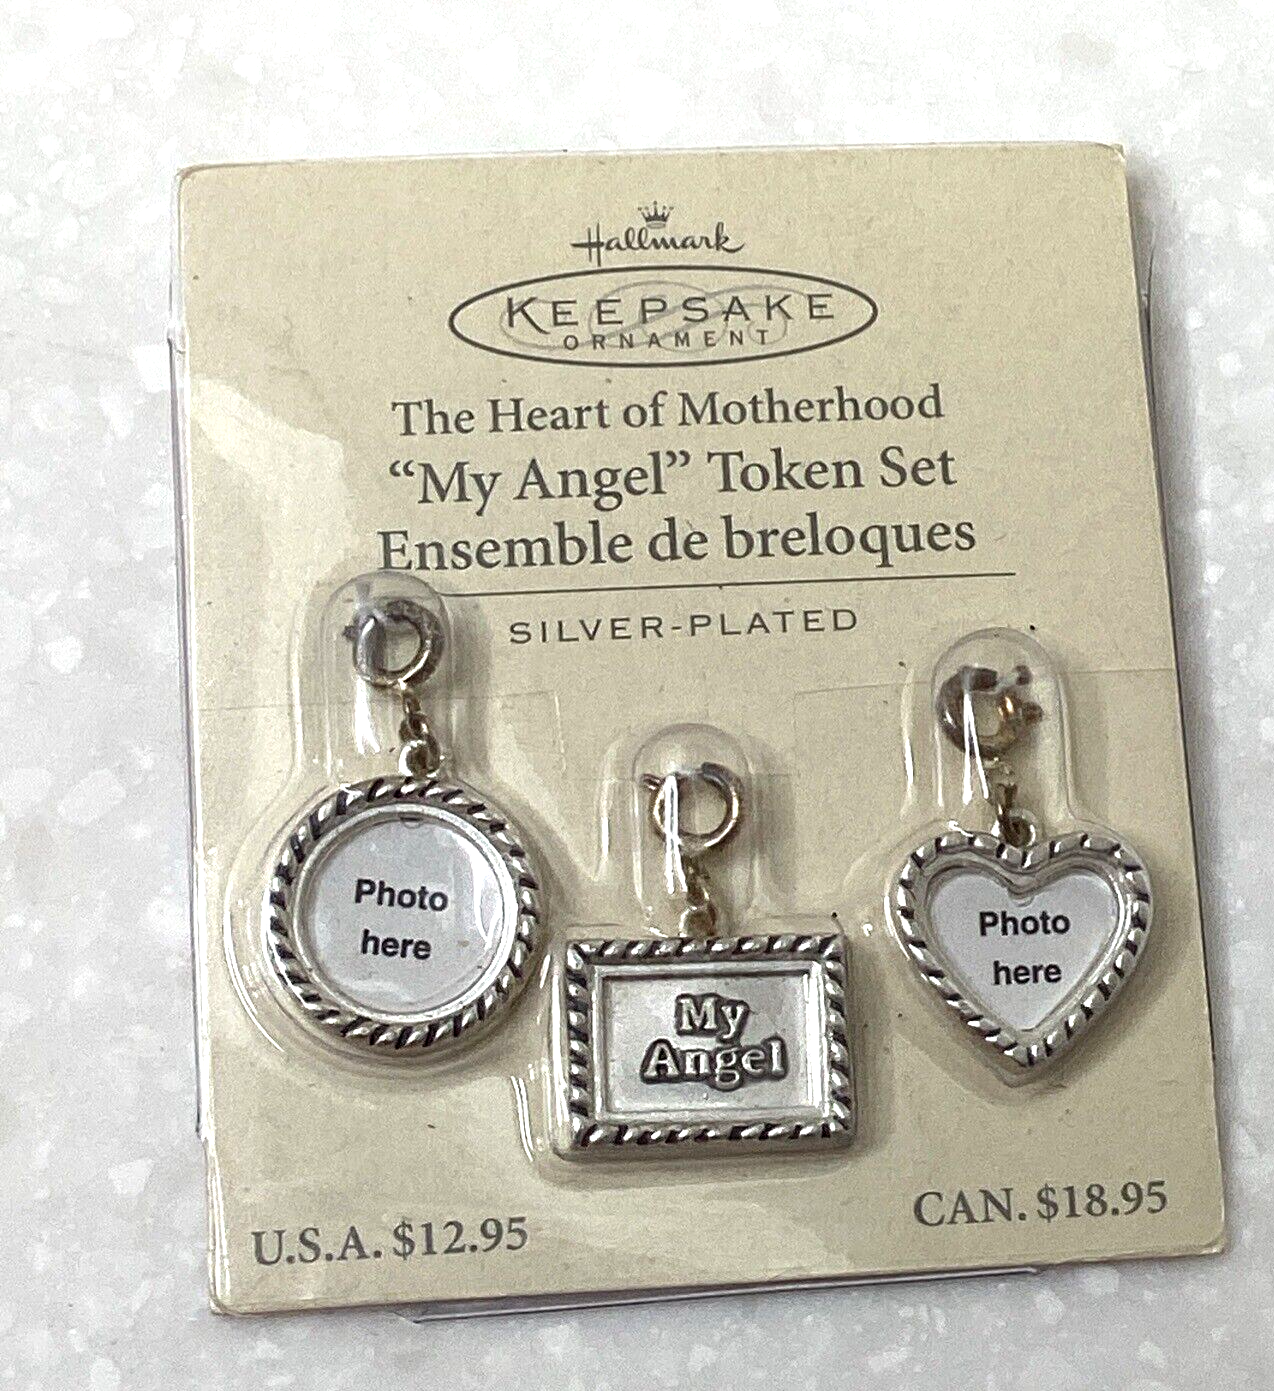 Hallmark
KEEPSAKE
ORNAMENT
The Heart of Motherhood
“My Angel” Token Set
Ensemble de breloques
SILVER-PLATED
Photo
here
My
Angel
Photo
here
U.S.A. $12.95
CAN. $18.95